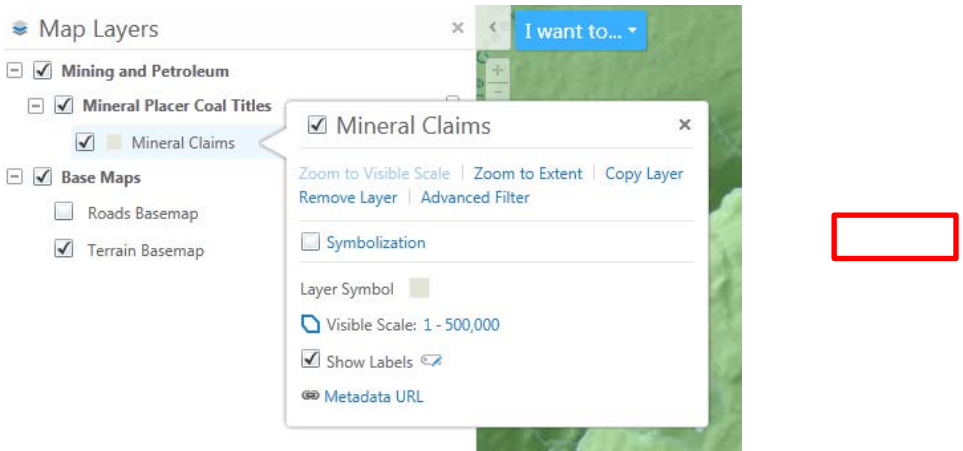 Map Layers
I want to...
Mining and Petroleum
Mineral Placer Coal Titles
Mineral Claims
Base Maps
Roads Basemap
Terrain Basemap
Mineral Claims
Zoom to Visible Scale | Zoom to Extent | Copy Layer
Remove Layer | Advanced Filter
Symbolization
Layer Symbol
Visible Scale: 1 - 500,000
Show Labels
Metadata URL